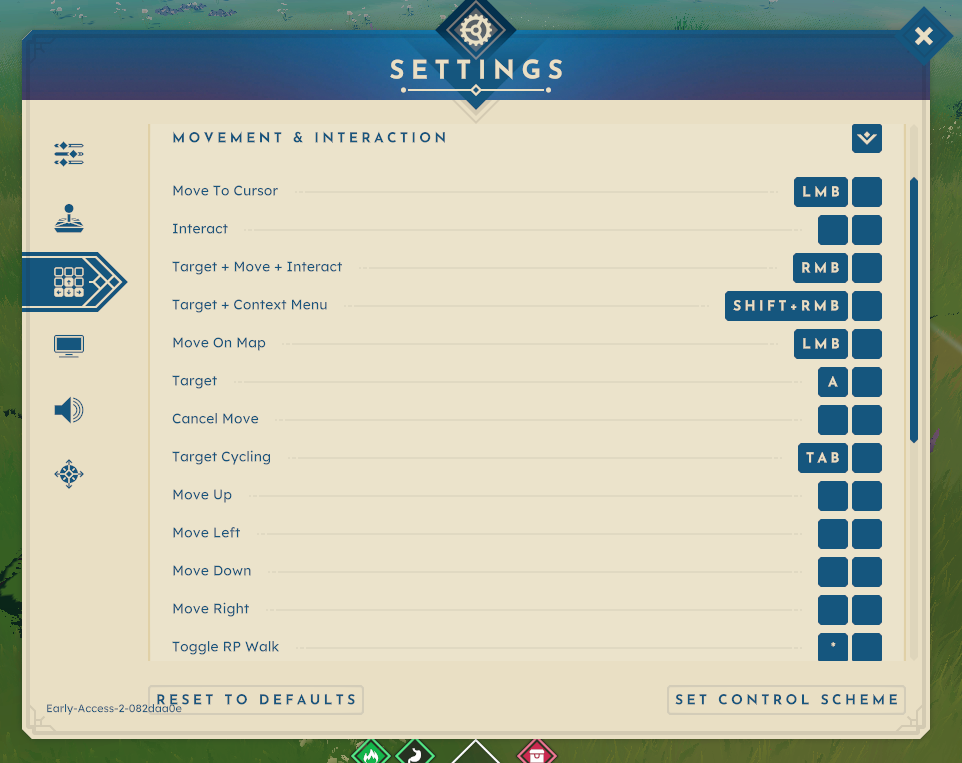 SETTINGS
MOVEMENT & INTERACTION
Move To Cursor LMB
Interact
Target + Move + Interact RMB
Target + Context Menu SHIFT+RMB
Move On Map LMB
Target A
Cancel Move
Target Cycling TAB
Move Up
Move Left
Move Down
Move Right
Toggle RP Walk *
RESET TO DEFAULTS SET CONTROL SCHEME
Early-Access-2-082daa0e